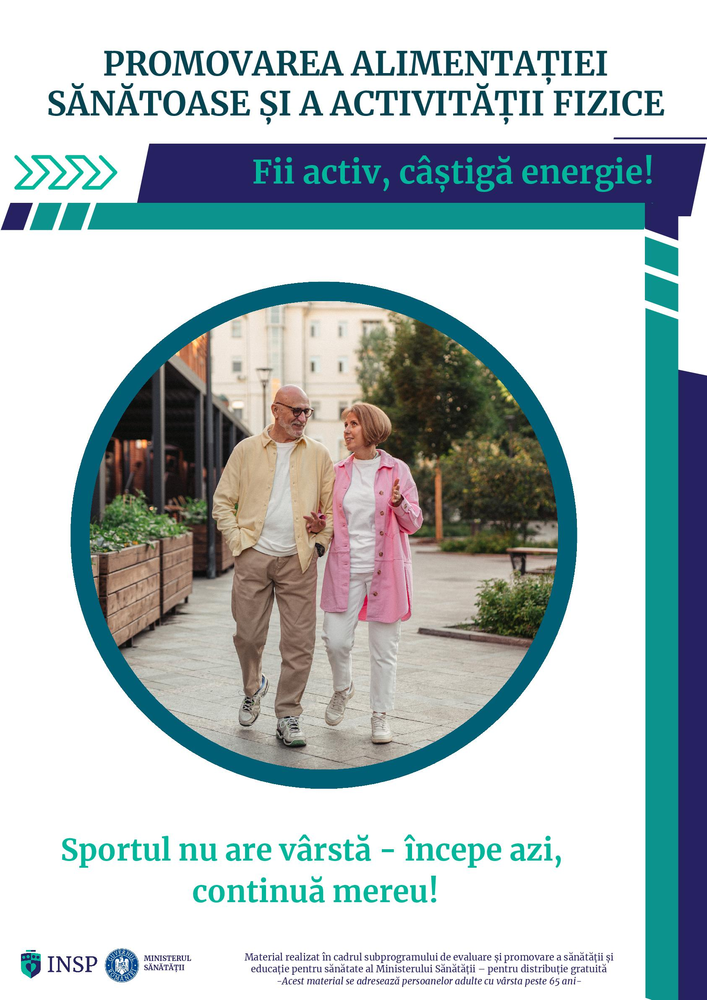 PROMOVAREA ALIMENTAȚIEI
SĂNĂTOASE ȘI A ACTIVITĂȚII FIZICE
Fii activ, câștigă energie!
Sportul nu are vârstă - începe azi,
continuă mereu!
INSP
GUVERNUL ROMÂNIEI
MINISTERUL
SĂNĂTĂȚII
Material realizat în cadrul subprogramului de evaluare și promovare a sănătății și
educație pentru sănătate al Ministerului Sănătății – pentru distribuție gratuită
-Acest material se adresează persoanelor adulte cu vârsta peste 65 ani-